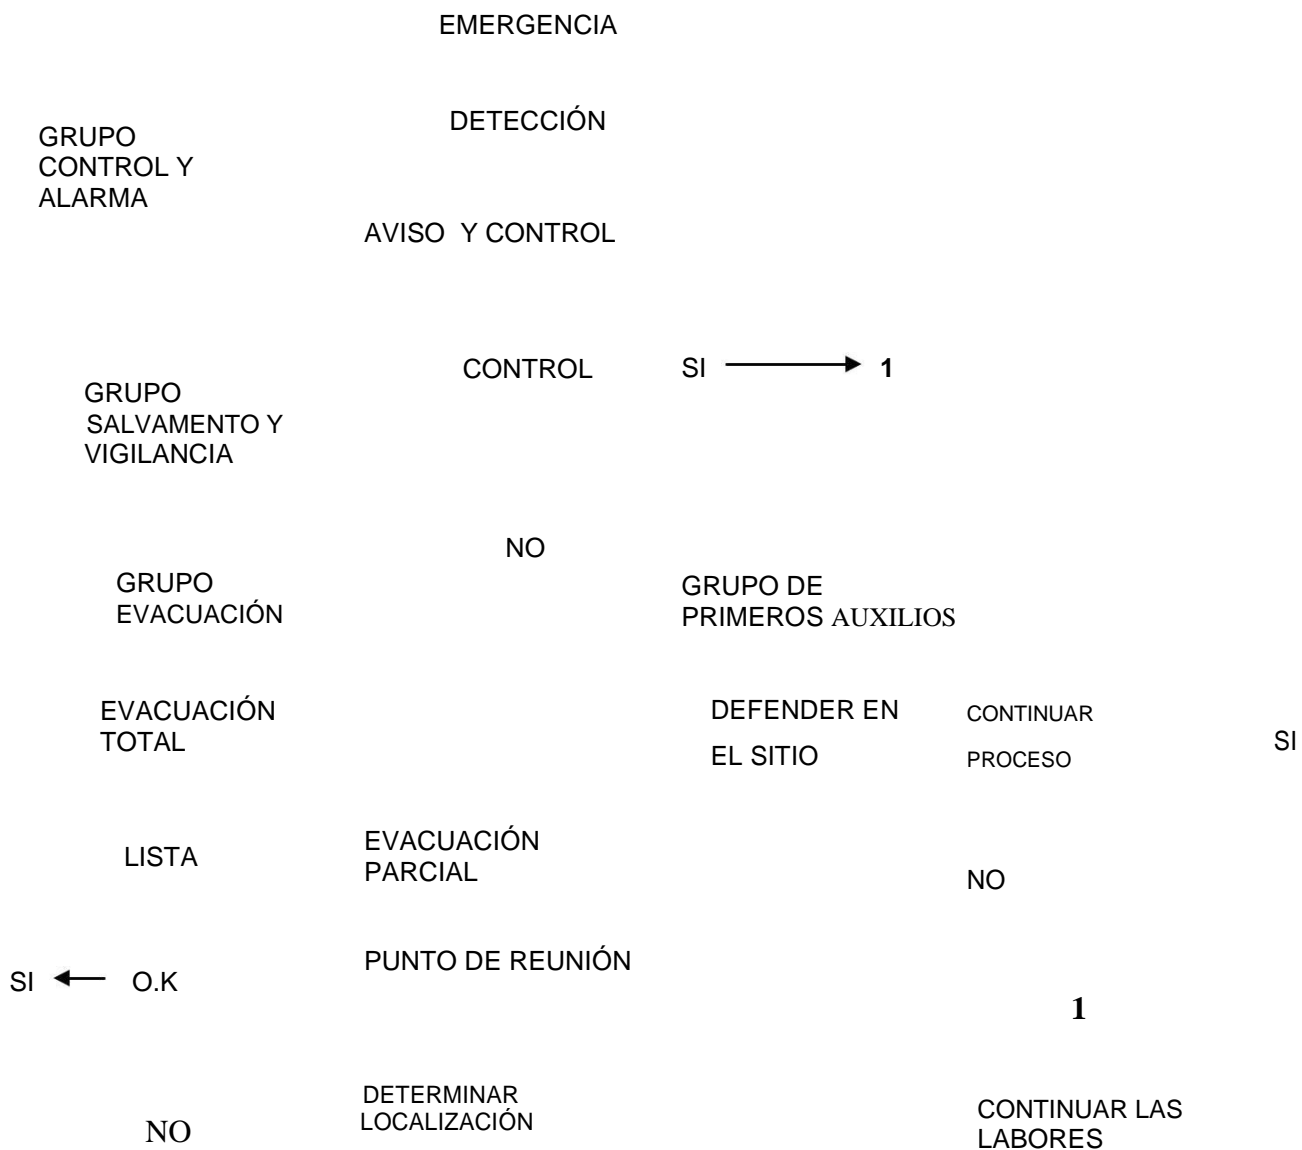 EMERGENCIA
DETECCIÓN
GRUPO
CONTROL Y
ALARMA
AVISO Y CONTROL
CONTROL
SI
1
GRUPO
SALVAMENTO Y
VIGILANCIA
NO
GRUPO
EVACUACIÓN
GRUPO DE
PRIMEROS AUXILIOS
EVACUACIÓN
TOTAL
DEFENDER EN
EL SITIO
CONTINUAR
PROCESO
SI
LISTA
EVACUACIÓN
PARCIAL
NO
SI
O.K
PUNTO DE REUNIÓN
1
NO
DETERMINAR
LOCALIZACIÓN
CONTINUAR LAS
LABORES